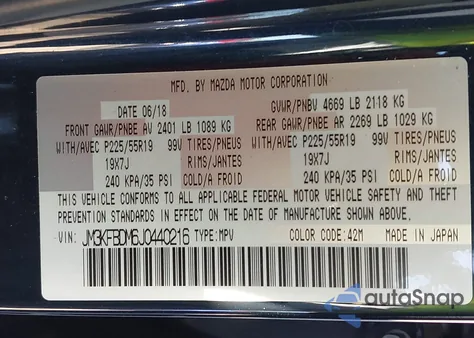 MFD. BY MAZDA MOTOR CORPORATION
DATE 06/18 GVWR/PNBV 4669 LB 2118 KG
FRONT GAWR/PNBE AV 2401 LB 1089 KG REAR GAWR/PNBE AR 2269 LB 1029 KG
WITH/AVEC P225/55R19 99V TIRES/PNEUS WITH/AVEC P225/55R19 99V TIRES/PNEUS
19X7J RIMS/JANTES 19X7J RIMS/JANTES
240 KPA/35 PSI COLD/A FROID 240 KPA/35 PSI COLD/A FROID
THIS VEHICLE CONFORMS TO ALL APPLICABLE FEDERAL MOTOR VEHICLE SAFETY AND THEFT
PREVENTION STANDARDS IN EFFECT ON THE DATE OF MANUFACTURE SHOWN ABOVE.
VIN: JM3KFBDM6J0440216 TYPE: MPV COLOR CODE: 42M MADE IN JAPAN
autoSnap